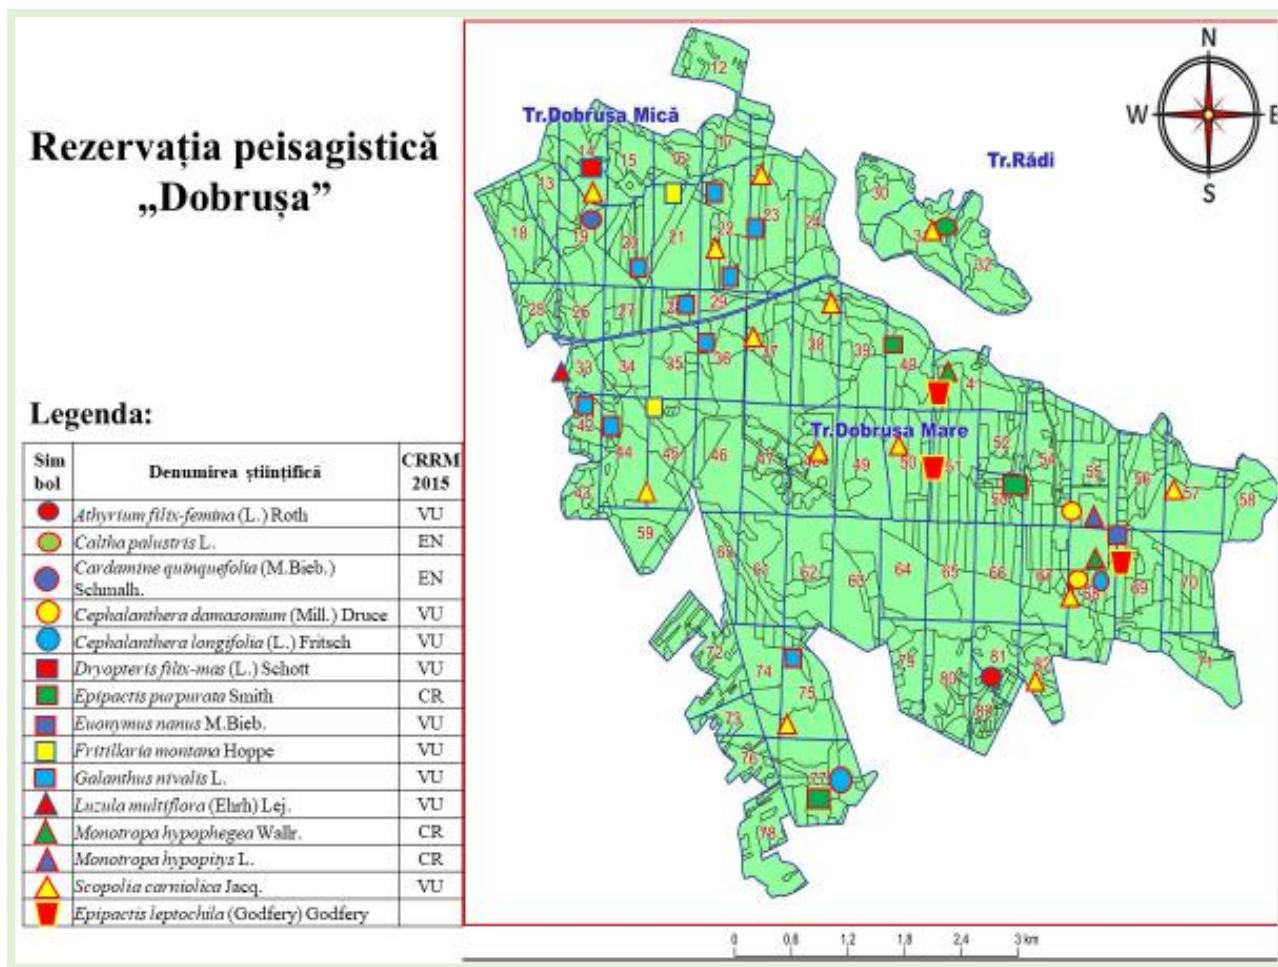 Rezervația peisagistică
„Dobrușa”
Legenda:
Sim
bol
Denumirea științifică
CRRM
2015
Athyrium filix-femina (L.) Roth
VU
Caltha palustris L.
EN
Cardamine quinquefolia (M.Bieb.)
Schmalh.
EN
Cephalanthera damasonium (Mill.) Druce
VU
Cephalanthera longifolia (L.) Fritsch
VU
Dryopteris filix-mas (L.) Schott
VU
Epipactis purpurata Smith
CR
Euonymus nanus M.Bieb.
VU
Fritillaria montana Hoppe
VU
Galanthus nivalis L.
VU
Luzula multiflora (Ehrh) Lej.
VU
Monotropa hypophegea Wallr.
CR
Monotropa hypopitys L.
CR
Scopolia carniolica Jacq.
VU
Epipactis leptochila (Godfery) Godfery
N
W
E
S
12
Tr.Dobrușa Mică
Tr.Rădi
14
15
16
17
13
30
18
19
20
21
22
23
24
32
25
26
27
29
33
34
35
36
37
38
39
40
41
42
Tr.Dobrușa Mare
44
45
46
47
49
50
51
52
54
55
56
57
58
43
59
61
62
63
64
65
66
67
69
70
71
72
74
75
79
80
81
73
76
77
78
0
0,6
1,2
1,8
2,4
3 km